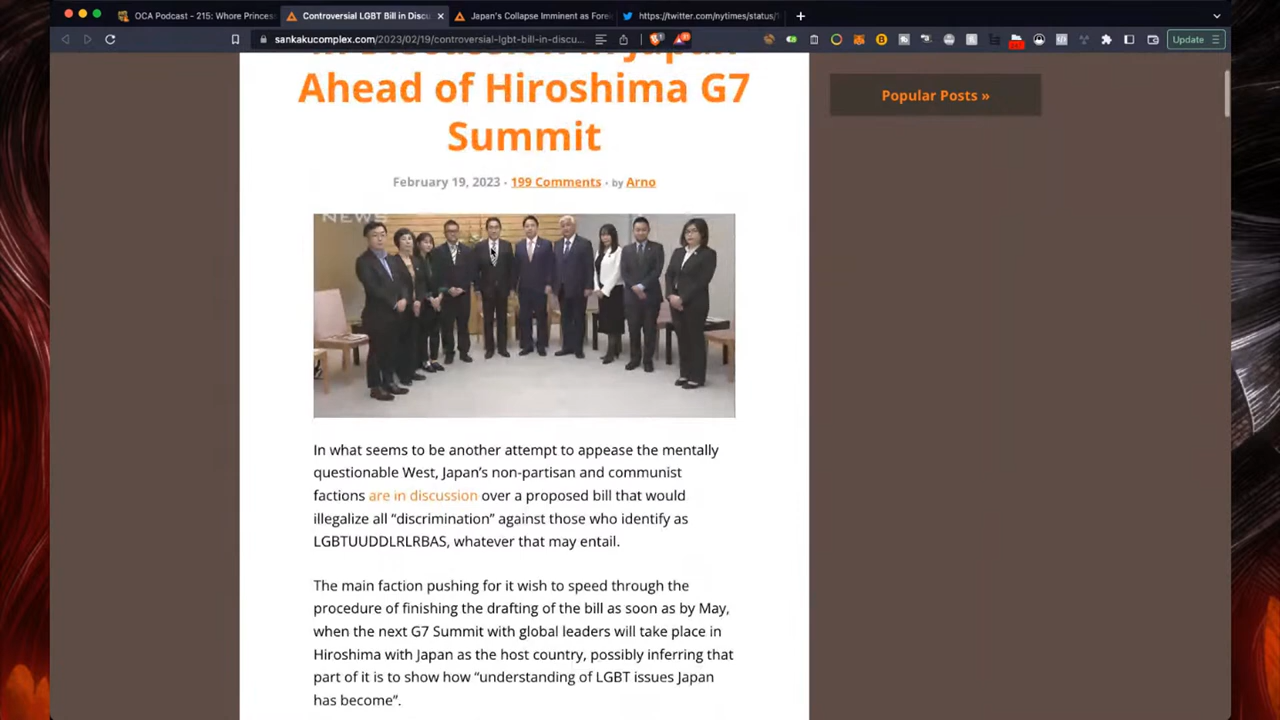 OCA Podcast - 215: Whore Princes
Controversial LGBT Bill in Discu
Japan's Collapse Imminent as Fore
https://twitter.com/nytimes/status/
sankakucomplex.com/2023/02/19/controversial-lgbt-bill-in-discu...
Update
Ahead of Hiroshima G7
Summit
February 19, 2023 · 199 Comments · by Arno
Popular Posts »
NEWS
In what seems to be another attempt to appease the mentally
questionable West, Japan's non-partisan and communist
factions are in discussion over a proposed bill that would
illegalize all “discrimination” against those who identify as
LGBTUUDDLRLRBAS, whatever that may entail.
The main faction pushing for it wish to speed through the
procedure of finishing the drafting of the bill as soon as by May,
when the next G7 Summit with global leaders will take place in
Hiroshima with Japan as the host country, possibly inferring that
part of it is to show how “understanding of LGBT issues Japan
has become”.